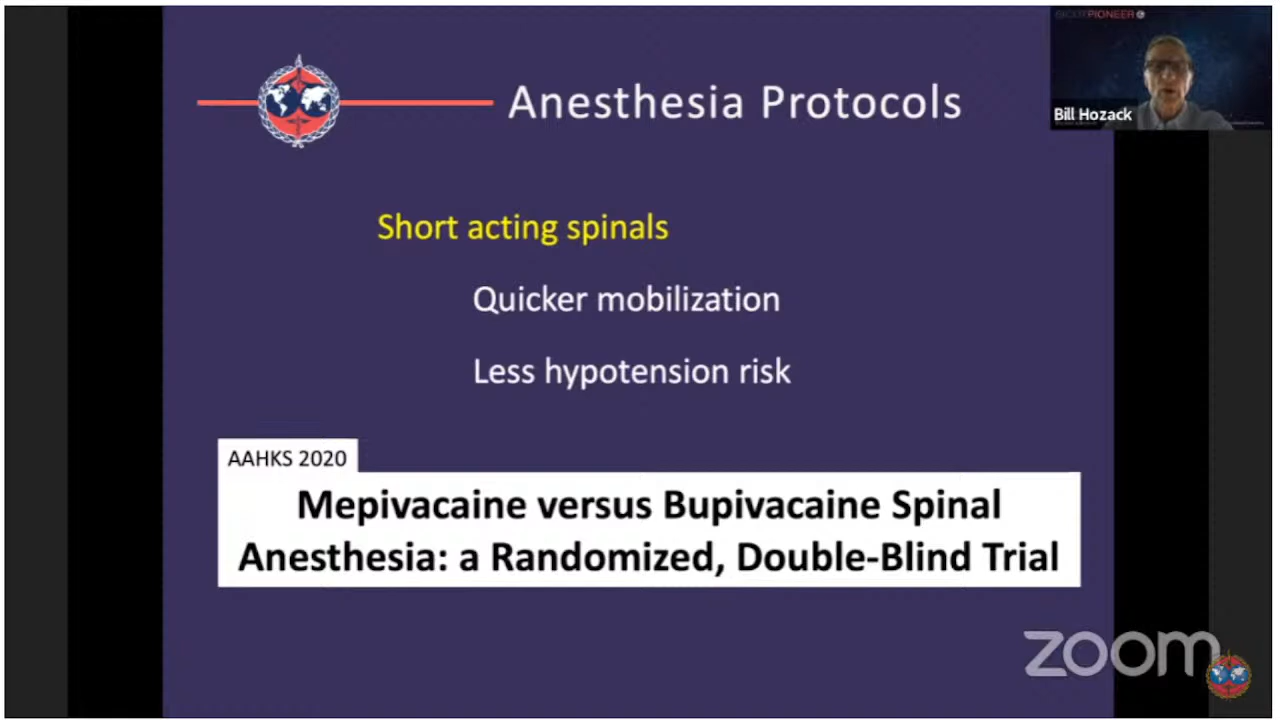 Anesthesia Protocols
Bill Hozack
Short acting spinals
Quicker mobilization
Less hypotension risk
AAHKS 2020
Mepivacaine versus Bupivacaine Spinal
Anesthesia: a Randomized, Double-Blind Trial
zoom